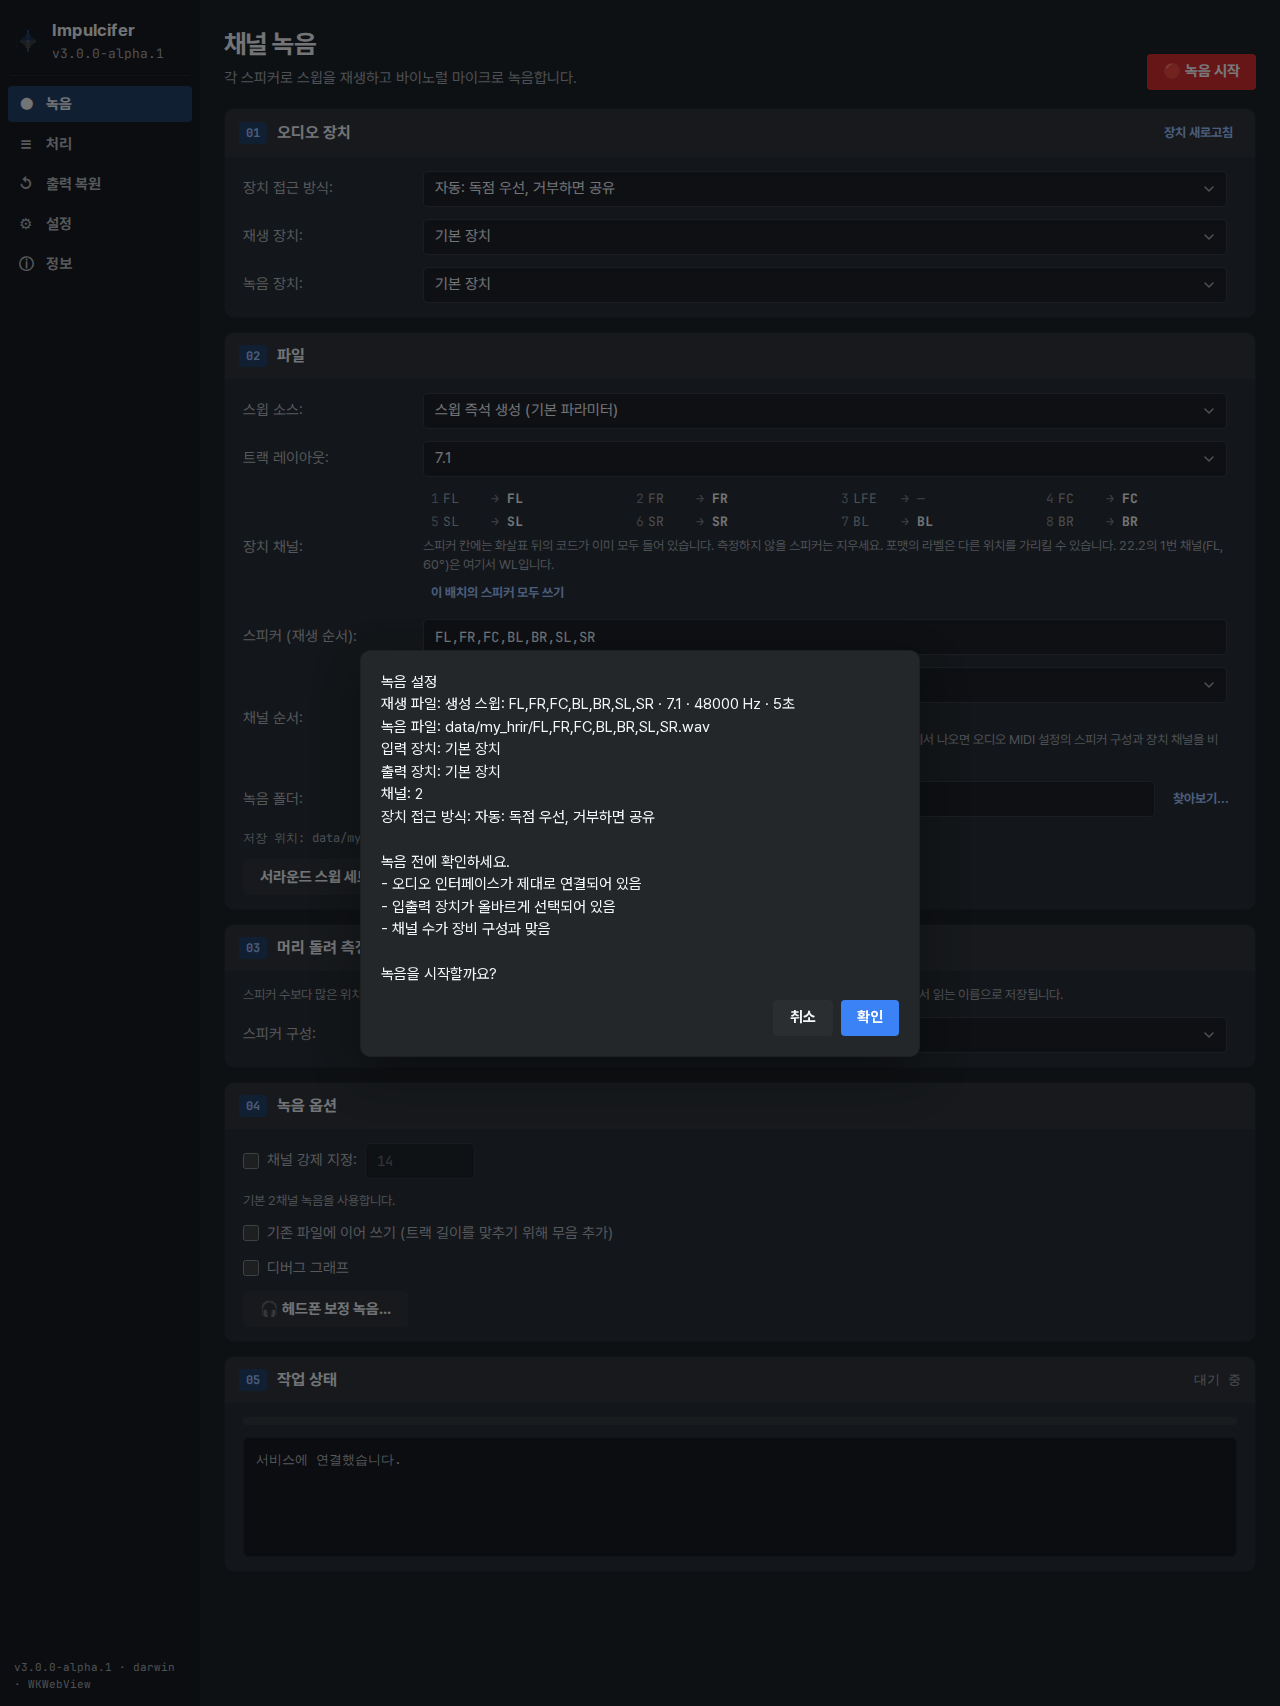 Impulcifer
v3.0.0-alpha.1
녹음
처리
출력 복원
설정
정보
채널 녹음
각 스피커로 스윕을 재생하고 바이노럴 마이크로 녹음합니다.
녹음 시작
01 오디오 장치
장치 새로고침
장치 접근 방식:
자동: 독점 우선, 거부하면 공유
재생 장치:
기본 장치
녹음 장치:
기본 장치
02 파일
스윕 소스:
스윕 즉석 생성 (기본 파라미터)
트랙 레이아웃:
7.1
장치 채널:
1 FL → FL 2 FR → FR 3 LFE → — 4 FC → FC
5 SL → SL 6 SR → SR 7 BL → BL 8 BR → BR
스피커 칸에는 화살표 뒤의 코드가 이미 모두 들어 있습니다. 측정하지 않을 스피커는 지우세요. 포맷의 라벨은 다른 위치를 가리킬 수 있습니다. 22.2의 1번 채널(FL,
60°)은 여기서 WL입니다.
이 배치의 스피커 모두 쓰기
스피커 (재생 순서):
FL,FR,FC,BL,BR,SL,SR
채널 순서:
서 나오면 오디오 MIDI 설정의 스피커 구성과 장치 채널을 비
녹음 폴더:
찾아보기...
저장 위치: data/my
서라운드 스윕 세트
녹음 설정
재생 파일: 생성 스윕: FL,FR,FC,BL,BR,SL,SR · 7.1 · 48000 Hz · 5초
녹음 파일: data/my_hrir/FL,FR,FC,BL,BR,SL,SR.wav
입력 장치: 기본 장치
출력 장치: 기본 장치
채널: 2
장치 접근 방식: 자동: 독점 우선, 거부하면 공유
녹음 전에 확인하세요.
- 오디오 인터페이스가 제대로 연결되어 있음
- 입출력 장치가 올바르게 선택되어 있음
- 채널 수가 장비 구성과 맞음
녹음을 시작할까요?
취소
확인
03 머리 돌려 측정
스피커 수보다 많은 위치
서 읽는 이름으로 저장됩니다.
스피커 구성:
04 녹음 옵션
채널 강제 지정:
14
기본 2채널 녹음을 사용합니다.
기존 파일에 이어 쓰기 (트랙 길이를 맞추기 위해 무음 추가)
디버그 그래프
헤드폰 보정 녹음...
05 작업 상태
대기 중
서비스에 연결했습니다.
v3.0.0-alpha.1 · darwin
· WKWebView